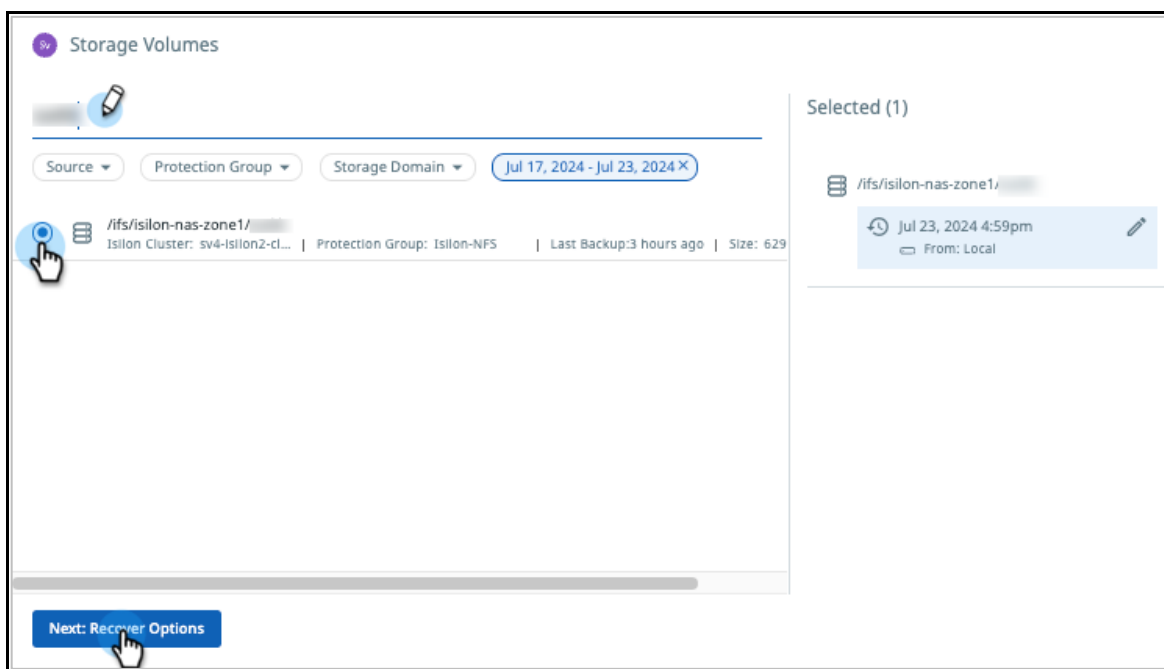 Sv Storage Volumes
Selected (1)
Source Protection Group Storage Domain Jul 17, 2024 - Jul 23, 2024 ×
/ifs/isilon-nas-zone1/
Isilon Cluster: sv4-isilon2-cl... | Protection Group: Isilon-NFS | Last Backup:3 hours ago | Size: 629
/ifs/isilon-nas-zone1/
Jul 23, 2024 4:59pm
From: Local
Next: Recover Options